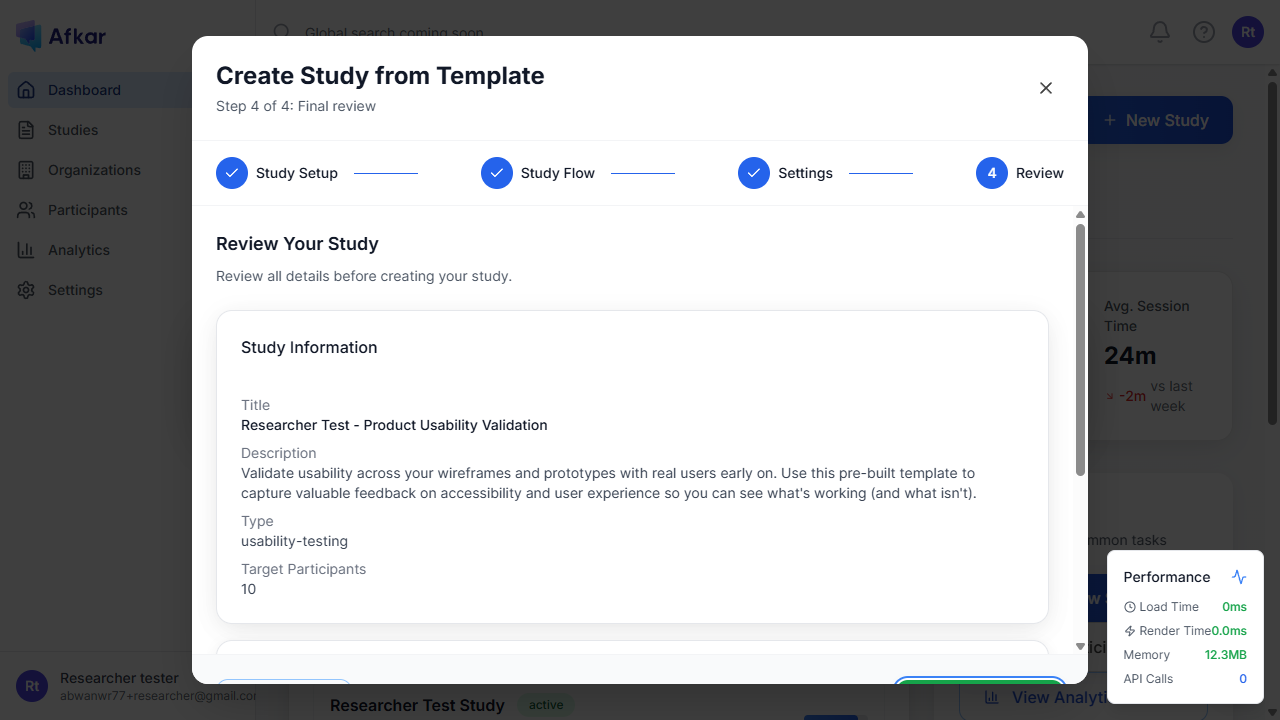 Afkar
Global search coming soon
Rt
Dashboard
Studies
Organizations
Participants
Analytics
Settings
New Study
Avg. Session
Time
24m
-2m
vs last
week
mmon tasks
View Analyti
Researcher tester
abwanwr77+researcher@gmail.co
Rt
Researcher Test Study
active
Create Study from Template
Step 4 of 4: Final review
Study Setup
Study Flow
Settings
4
Review
Review Your Study
Review all details before creating your study.
Study Information
Title
Researcher Test - Product Usability Validation
Description
Validate usability across your wireframes and prototypes with real users early on. Use this pre-built template to
capture valuable feedback on accessibility and user experience so you can see what's working (and what isn't).
Type
usability-testing
Target Participants
10
Performance
Load Time 0ms
Render Time 0.0ms
Memory 12.3MB
API Calls 0